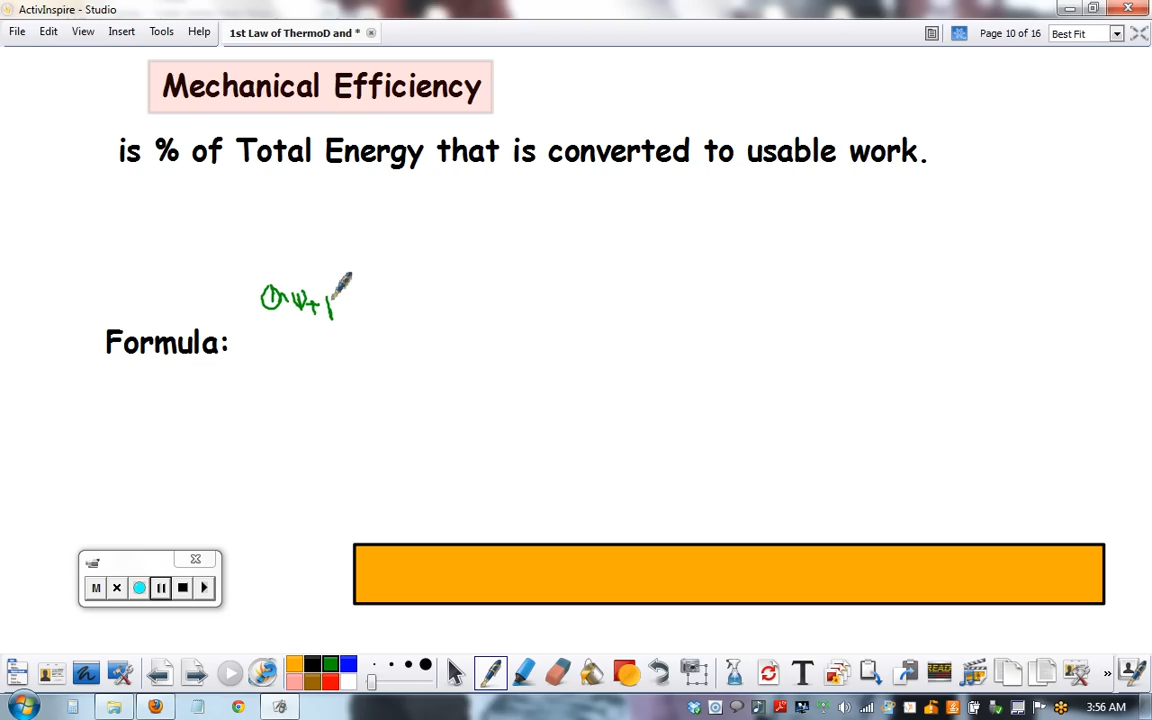 ActivInspire - Studio
File Edit View Insert Tools Help 1st Law of ThermoD and * Page 10 of 16 Best Fit
Mechanical Efficiency
is % of Total Energy that is converted to usable work.
Formula:
M
T READ »
3:56 AM